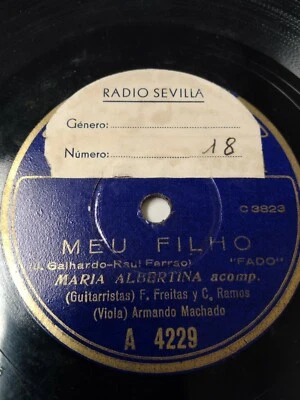 RADIO SEVILLA
Género:
Número: 18
C 3823
MEU FILHO
(J. Galhardo-Raul Ferrao) "FADO"
MARIA ALBERTINA acomp.
(Guitarristas) F. Freitas y C. Ramos
(Viola) Armando Machado
A 4229